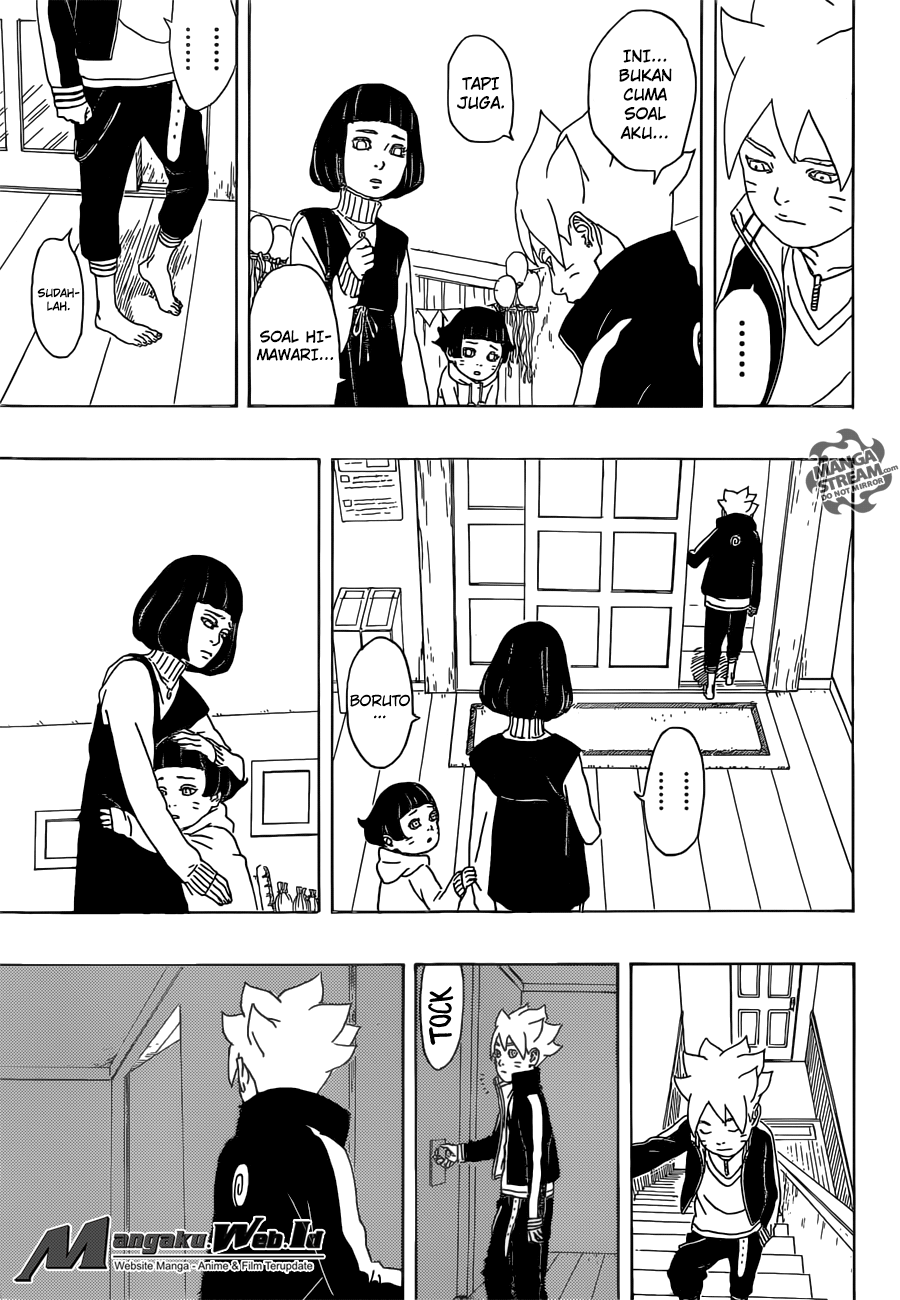 ........
INI...
BUKAN
CUMA
SOAL
AKU...
TAPI
JUGA.
SOAL HI-
MAWARI...
........
SUDAH-
LAH.
MANGA
STREAM.com
DO NOT MIRROR
BORUTO
...
........
TOCK
Mangaku.Web.Id
Website Manga - Anime & Film Terupdate